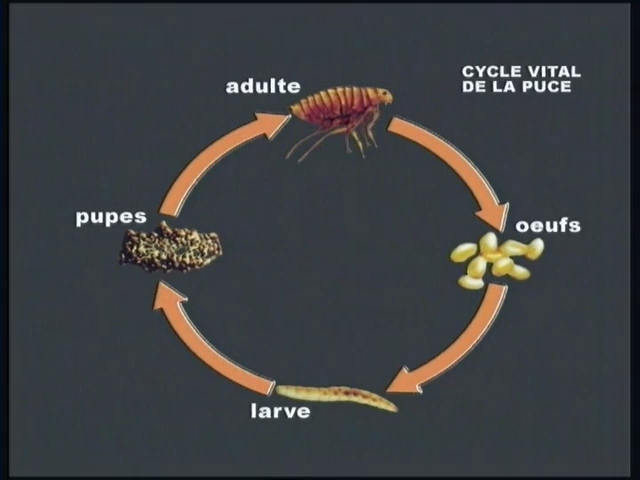 CYCLE VITAL
DE LA PUCE
adulte
oeufs
larve
pupes